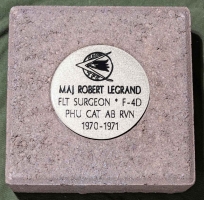 MAJ ROBERT LEGRAND
FLT SURGEON * F-4D
PHU CAT AB RVN
1970-1971